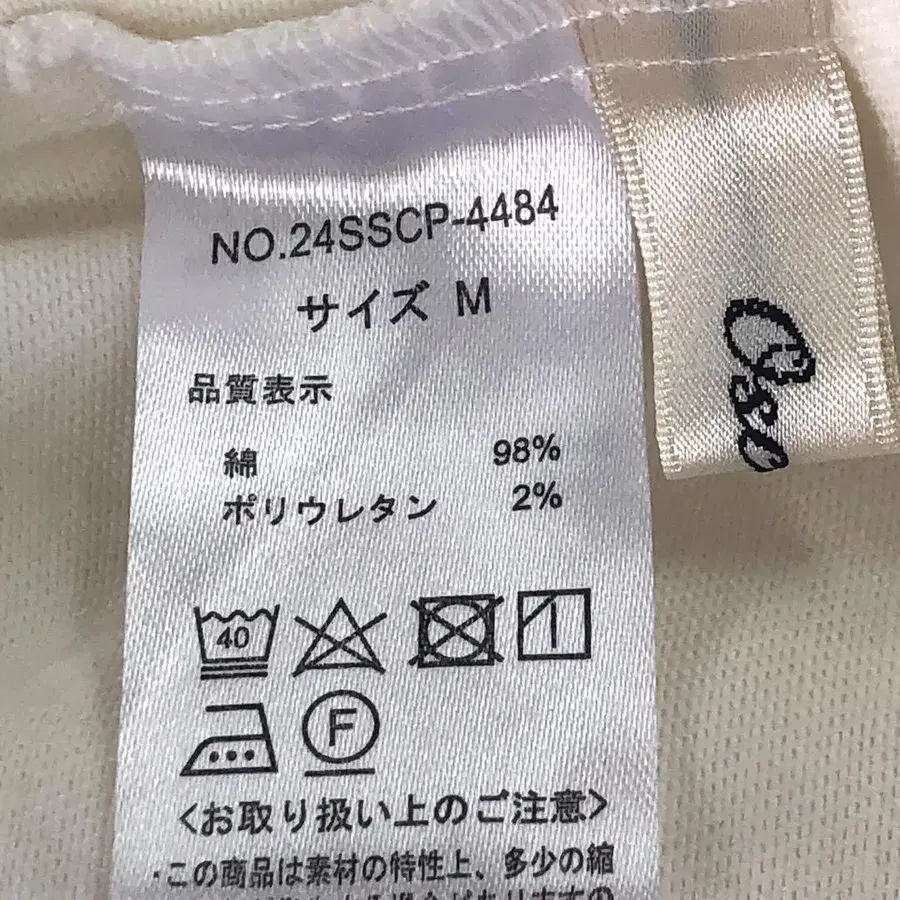 NO.24SSCP-4484
サイズ M
品質表示
綿 98%
ポリウレタン 2%
40
F
<お取り扱い上のご注意>
・この商品は素材の特性上、多少の縮